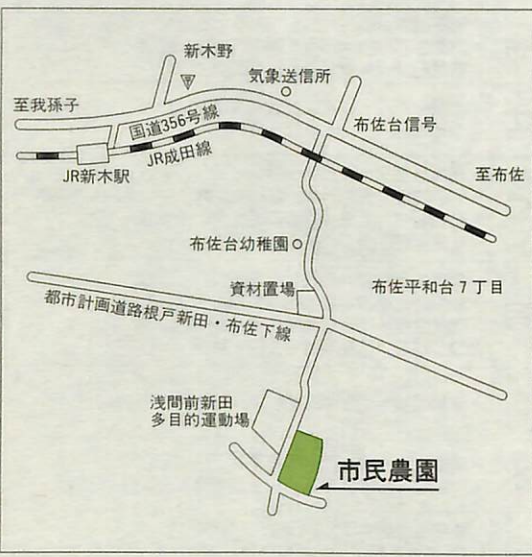 新木野
気象送信所
至我孫子
国道356号線
布佐台信号
JR成田線
JR新木駅
至布佐
布佐台幼稚園
資材置場
布佐平和台7丁目
都市計画道路根戸新田・布佐下線
浅間前新田
多目的運動場
市民農園